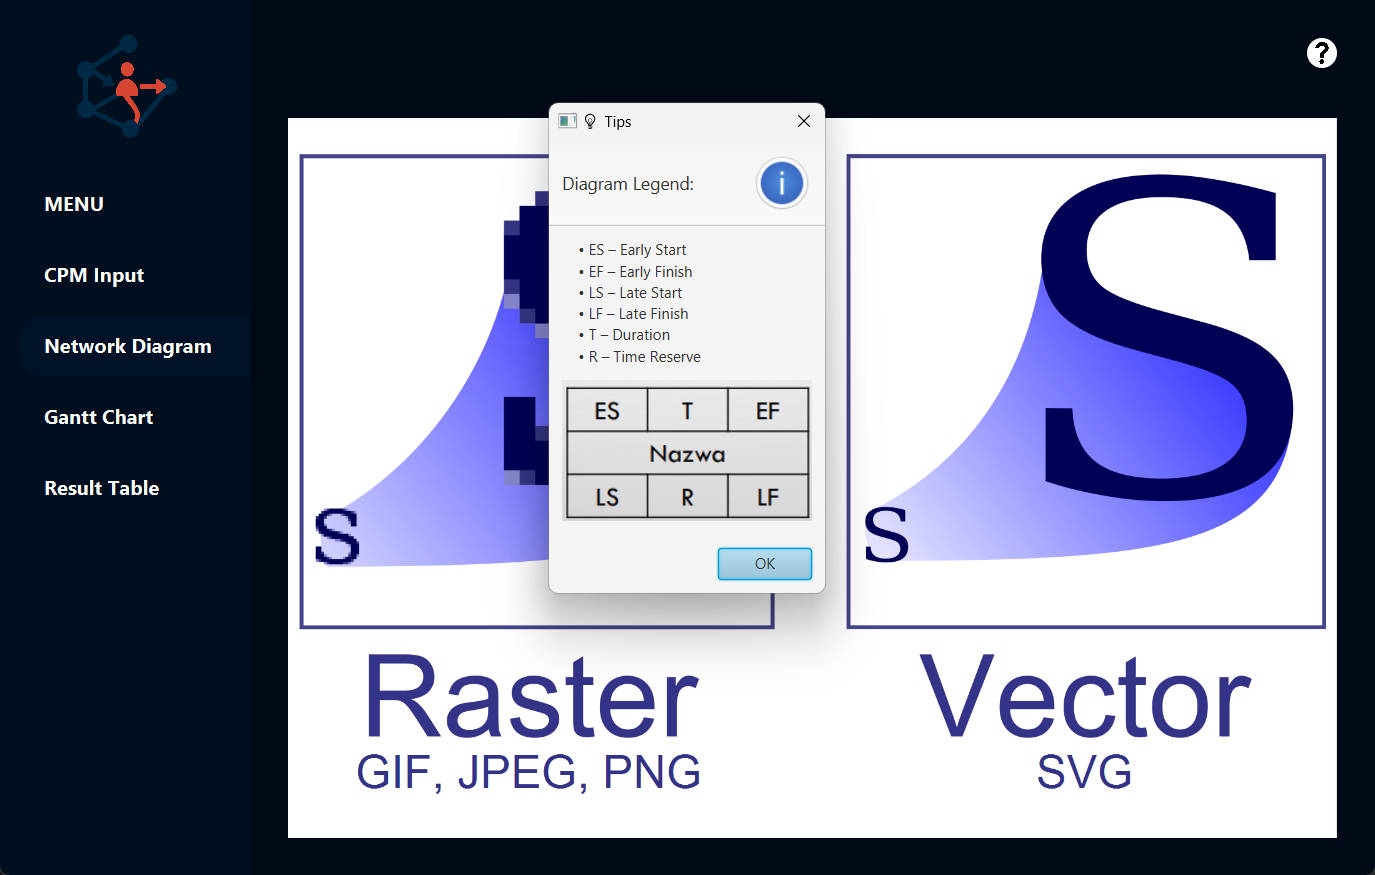 ?
MENU
CPM Input
Network Diagram
Gantt Chart
Result Table
Tips
Diagram Legend:
i
• ES – Early Start
• EF – Early Finish
• LS – Late Start
• LF – Late Finish
• T – Duration
• R – Time Reserve
ES T EF
Nazwa
LS R LF
OK
S
S
S
Raster
GIF, JPEG, PNG
Vector
SVG